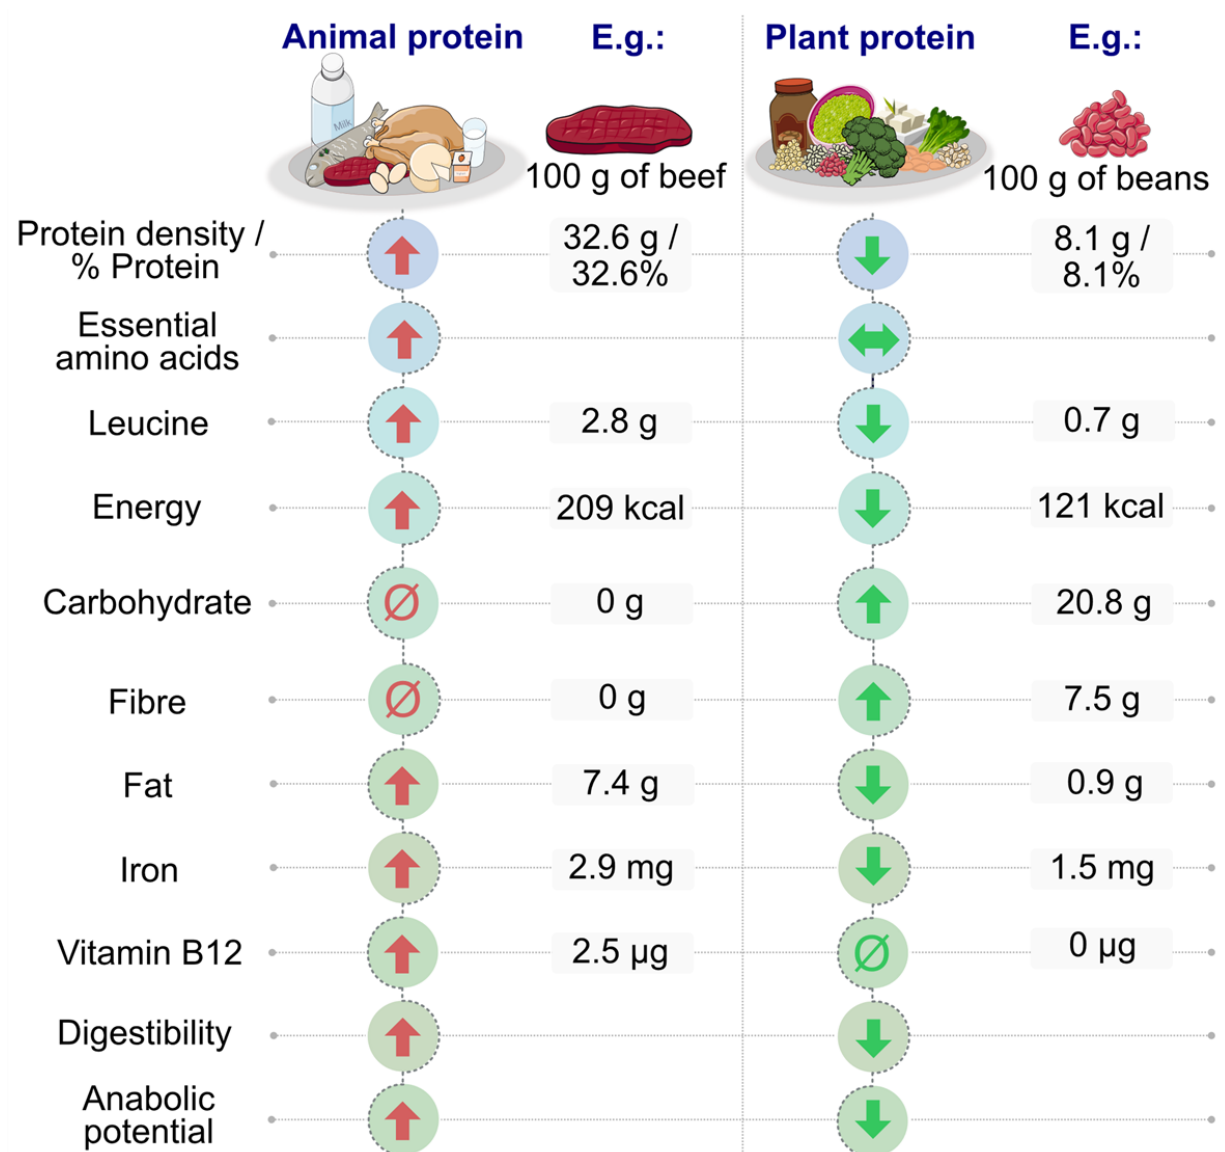 Animal protein
E.g.:
Plant protein
E.g.:
Milk
100 g of beef
100 g of beans
Protein density /
% Protein
32.6 g /
32.6%
8.1 g /
8.1%
Essential
amino acids
Leucine
2.8 g
0.7 g
Energy
209 kcal
121 kcal
Carbohydrate
Ø
0 g
20.8 g
Fibre
Ø
0 g
7.5 g
Fat
7.4 g
0.9 g
Iron
2.9 mg
1.5 mg
Vitamin B12
2.5 µg
Ø
0 µg
Digestibility
Anabolic
potential